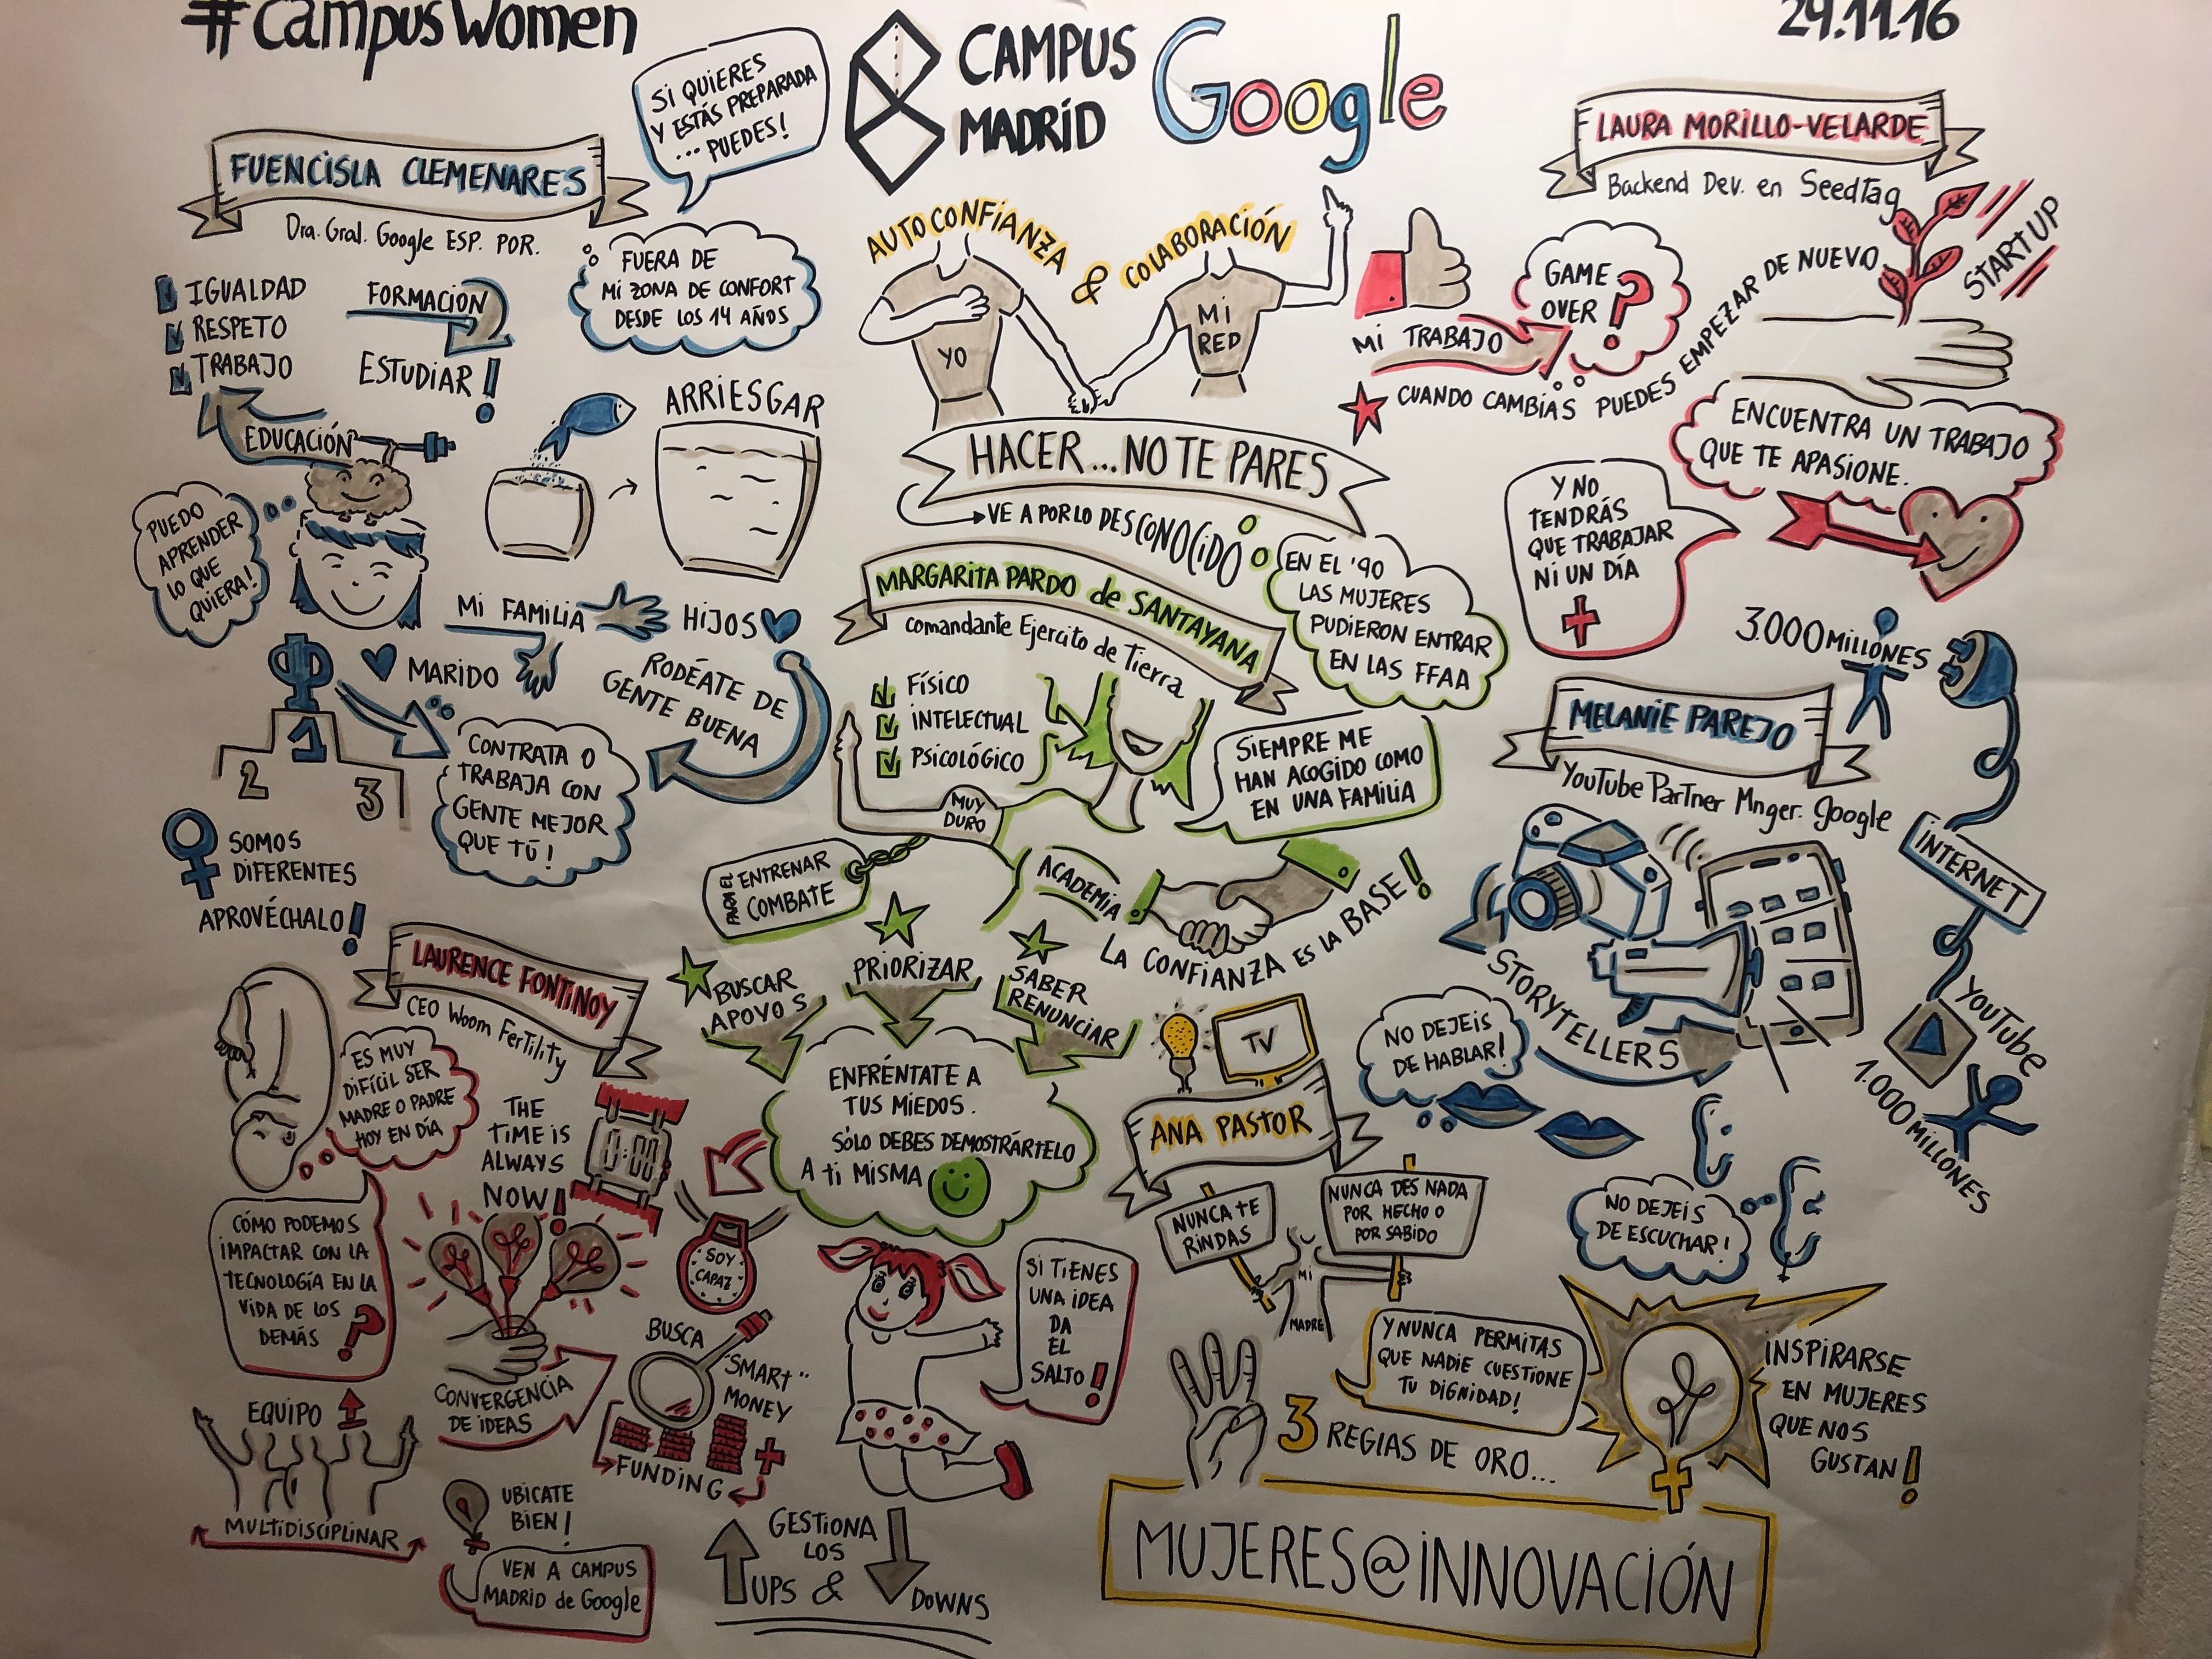 #CampusWomen
CAMPUS
MADRID
Google
29.11.16
SI QUIERES
Y ESTÁS PREPARADA
... PUEDES!
FUENCISLA CLEMENARES
Dra. Gral. Google ESP. POR.
IGUALDAD
RESPETO
TRABAJO
FORMACIÓN
ESTUDIAR!
FUERA DE
MI ZONA DE CONFORT
DESDE LOS 14 AÑOS
EDUCACIÓN
ARRIESGAR
PUEDO
APRENDER
LO QUE
QUIERA!
MI FAMILIA
HIJOS
MARIDO
RODÉATE DE
GENTE BUENA
1
2
3
CONTRATA O
TRABAJA CON
GENTE MEJOR
QUE TÚ!
SOMOS
DIFERENTES
APROVÉCHALO!
AUTOCONFIANZA
&
COLABORACIÓN
YO
MI
RED
HACER...NO TE PARES
VE A POR LO DESCONOCIDO
LAURA MORILLO-VELARDE
Backend Dev. en SeedTag
STARTUP
GAME
OVER?
MI TRABAJO
CUANDO CAMBIAS PUEDES EMPEZAR DE NUEVO
ENCUENTRA UN TRABAJO
QUE TE APASIONE.
Y NO
TENDRÁS
QUE TRABAJAR
NI UN DÍA
+
MARGARITA PARDO de SANTAYANA
comandante Ejercito de Tierra
EN EL '90
LAS MUJERES
PUDIERON ENTRAR
EN LAS FFAA
FÍSICO
INTELECTUAL
PSICOLÓGICO
MUY
DURO
SIEMPRE ME
HAN ACOGIDO COMO
EN UNA FAMILIA
PARA EL
ENTRENAR
COMBATE
ACADEMIA
LA CONFIANZA ES LA BASE!
BUSCAR
APOYOS
PRIORIZAR
SABER
RENUNCIAR
ENFRÉNTATE A
TUS MIEDOS.
SÓLO DEBES DEMOSTRÁRTELO
A TI MISMA
3.000 MILLONES
MELANIE PAREJO
YouTube Partner Mnger. Google
INTERNET
YouTube
1.000 MILLONES
STORYTELLERS
NO DEJEIS
DE HABLAR!
NO DEJEIS
DE ESCUCHAR!
LAURENCE FONTINOY
CEO Woom Fertility
ES MUY
DIFÍCIL SER
MADRE O PADRE
HOY EN DÍA
THE
TIME IS
ALWAYS
NOW!
0:00
CÓMO PODEMOS
IMPACTAR CON LA
TECNOLOGÍA EN LA
VIDA DE LOS
DEMÁS
?
EQUIPO
MULTIDISCIPLINAR
CONVERGENCIA
DE IDEAS
SOY
CAPAZ
BUSCA
"SMART"
MONEY
+
FUNDING
UBICATE
BIEN!
VEN A CAMPUS
MADRID de Google
SI TIENES
UNA IDEA
DA
EL
SALTO!
GESTIONA
LOS
UPS & DOWNS
TV
ANA PASTOR
NUNCA TE
RINDAS
NUNCA DES NADA
POR HECHO O
POR SABIDO
MI
MADRE
Y NUNCA PERMITAS
QUE NADIE CUESTIONE
TU DIGNIDAD!
3 REGLAS DE ORO...
INSPIRARSE
EN MUJERES
QUE NOS
GUSTAN!
MUJERES@INNOVACIÓN